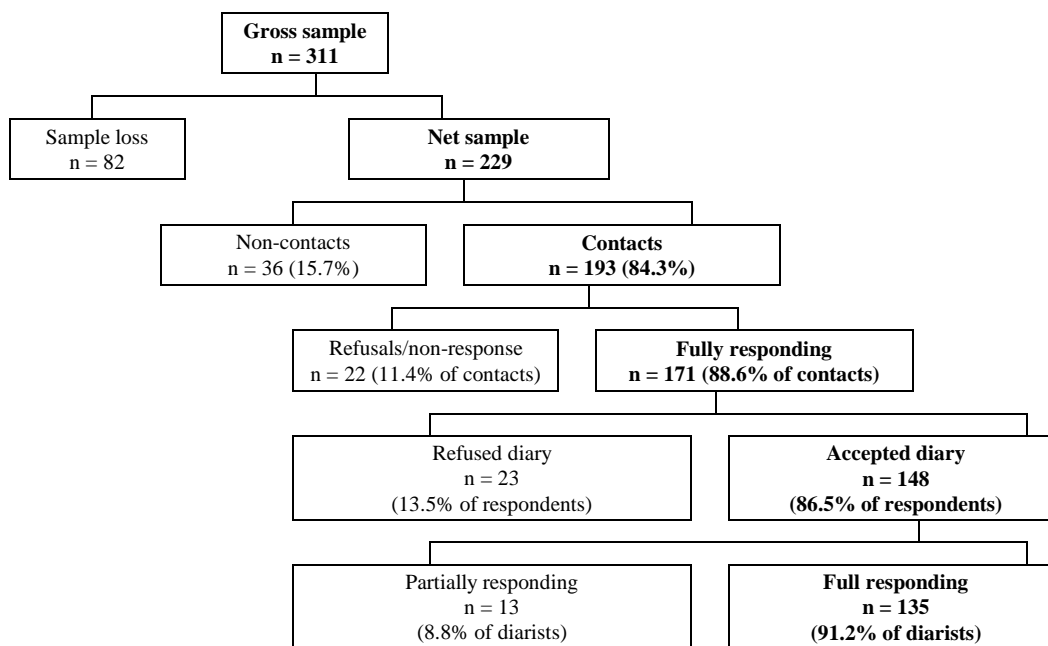 Gross sample
n = 311
Sample loss
n = 82
Net sample
n = 229
Non-contacts
n = 36 (15.7%)
Contacts
n = 193 (84.3%)
Refusals/non-response
n = 22 (11.4% of contacts)
Fully responding
n = 171 (88.6% of contacts)
Refused diary
n = 23
(13.5% of respondents)
Accepted diary
n = 148
(86.5% of respondents)
Partially responding
n = 13
(8.8% of diarists)
Full responding
n = 135
(91.2% of diarists)